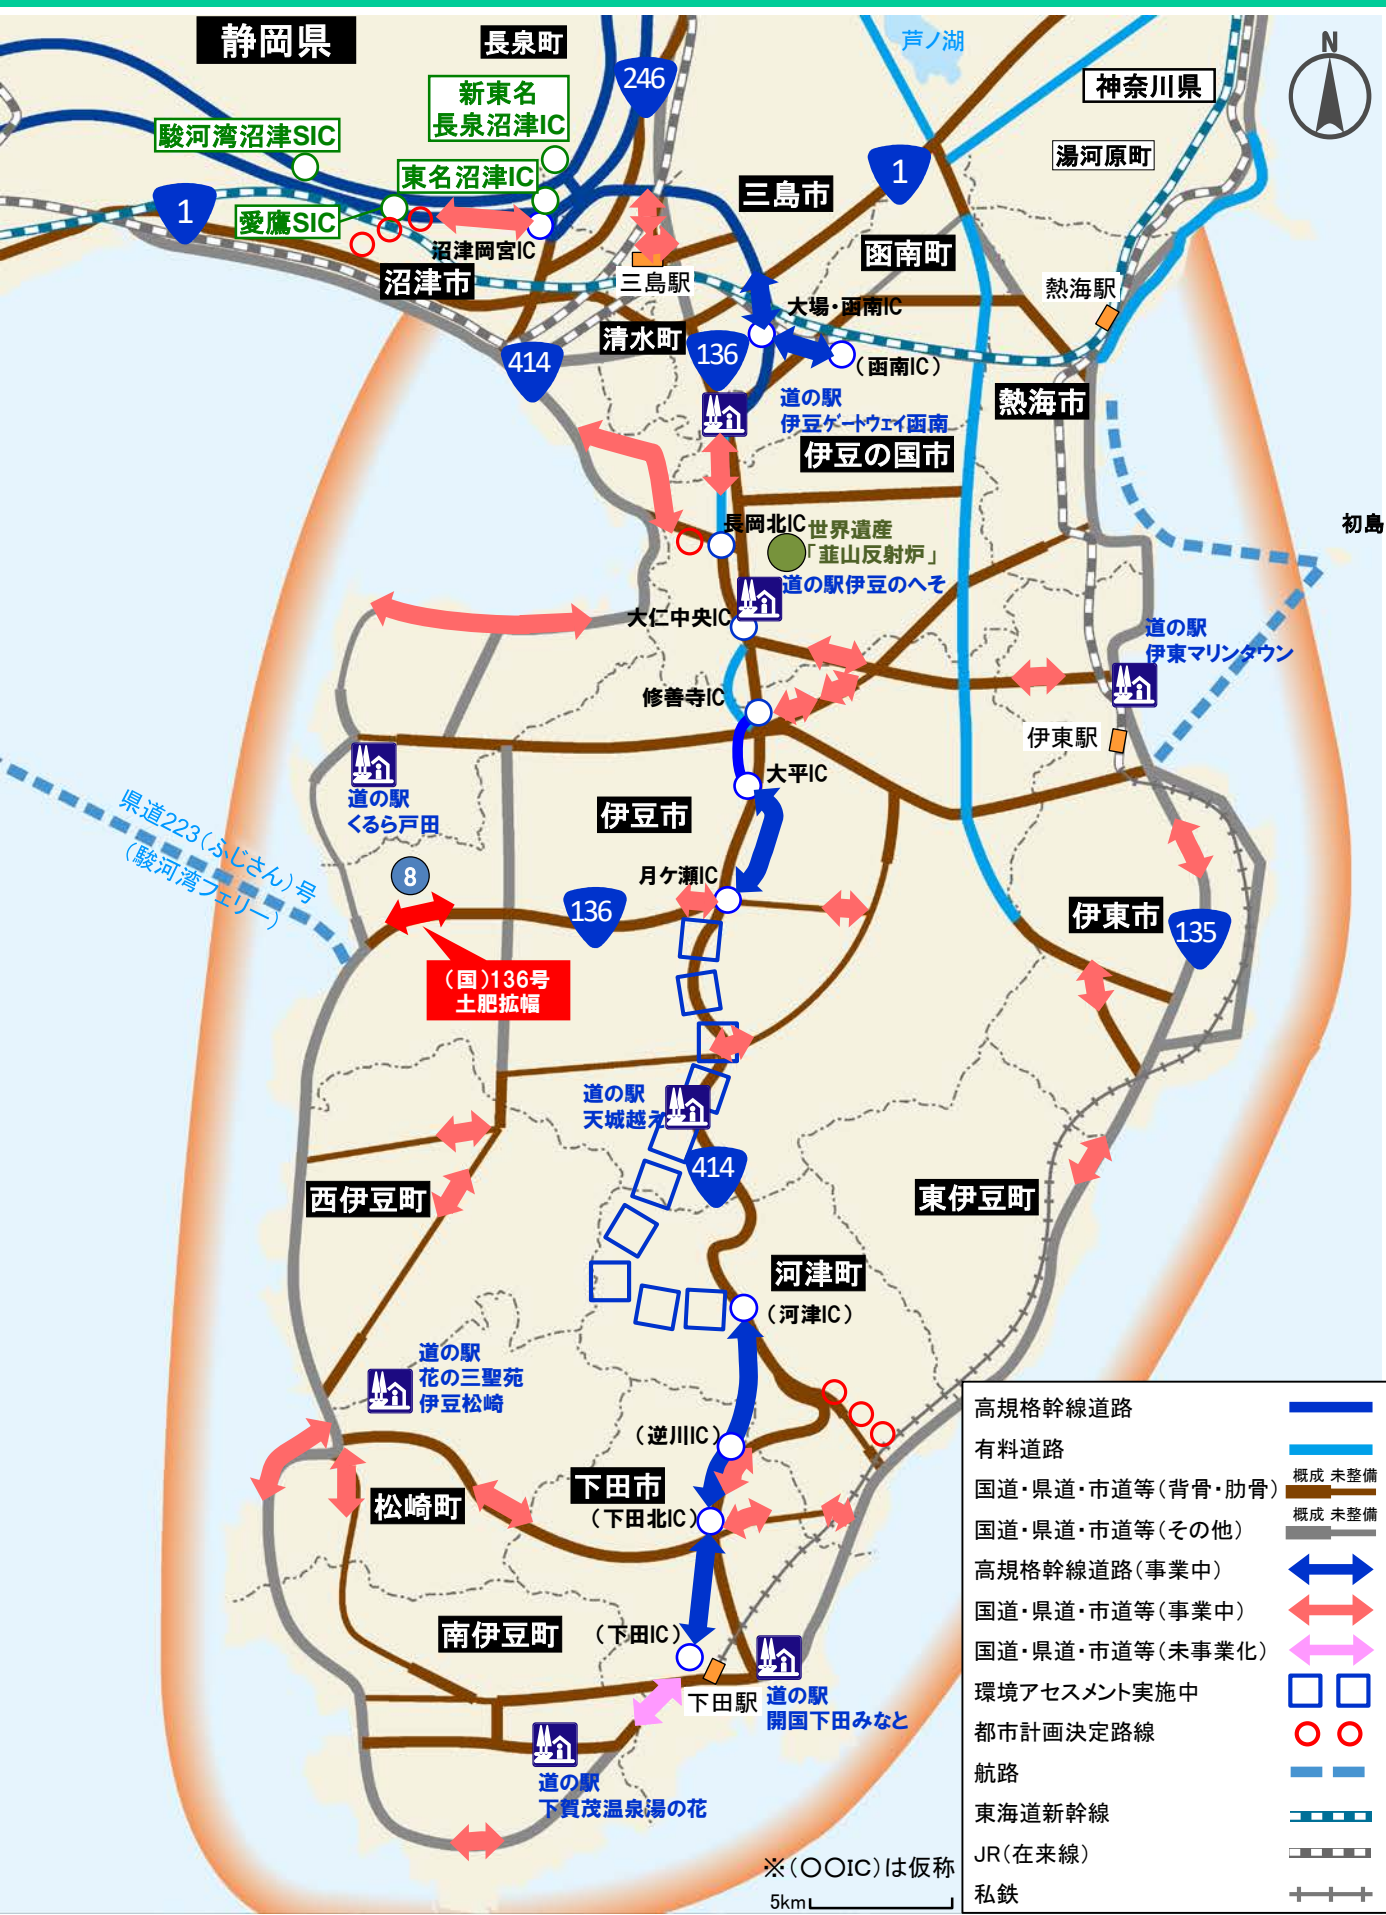 静岡県
長泉町
246
芦ノ湖
N
神奈川県
新東名
長泉沼津IC
駿河湾沼津SIC
湯河原町
東名沼津IC
1
三島市
1
愛鷹SIC
沼津岡宮IC
函南町
沼津市
三島駅
熱海駅
大場・函南IC
清水町
136
414
(函南IC)
道の駅
伊豆ゲートウェイ函南
熱海市
伊豆の国市
長岡北IC
世界遺産
「韮山反射炉」
初島
道の駅伊豆のへそ
大仁中央IC
道の駅
伊東マリンタウン
修善寺IC
伊東駅
大平IC
道の駅
くるら戸田
伊豆市
県道223(ふじさん)号
(駿河湾フェリー)
8
月ケ瀬IC
136
伊東市
135
(国)136号
土肥拡幅
道の駅
天城越え
414
西伊豆町
東伊豆町
河津町
(河津IC)
道の駅
花の三聖苑
伊豆松崎
(逆川IC)
下田市
松崎町
(下田北IC)
南伊豆町
(下田IC)
下田駅
道の駅
開国下田みなと
道の駅
下賀茂温泉湯の花
高規格幹線道路
有料道路
国道・県道・市道等(背骨・肋骨)
概成 未整備
国道・県道・市道等(その他)
概成 未整備
高規格幹線道路(事業中)
国道・県道・市道等(事業中)
国道・県道・市道等(未事業化)
環境アセスメント実施中
都市計画決定路線
航路
東海道新幹線
JR(在来線)
私鉄
※(〇〇IC)は仮称
5km